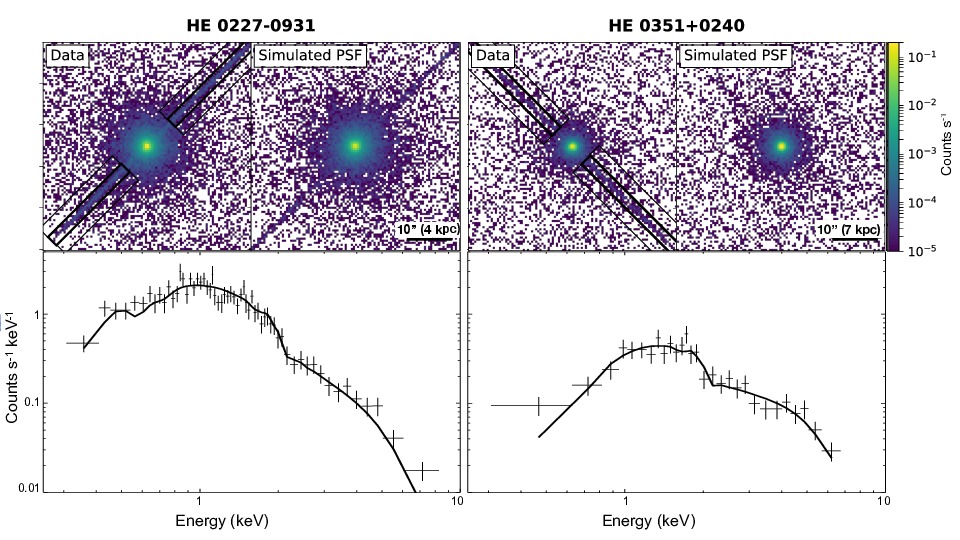 HE 0227-0931
HE 0351+0240
Data
Simulated PSF
Data
Simulated PSF
10" (4 kpc)
10" (7 kpc)
10⁻¹
10⁻²
10⁻³
10⁻⁴
10⁻⁵
Counts s⁻¹
Counts s⁻¹ keV⁻¹
1
0.1
0.01
1
10
1
10
Energy (keV)
Energy (keV)